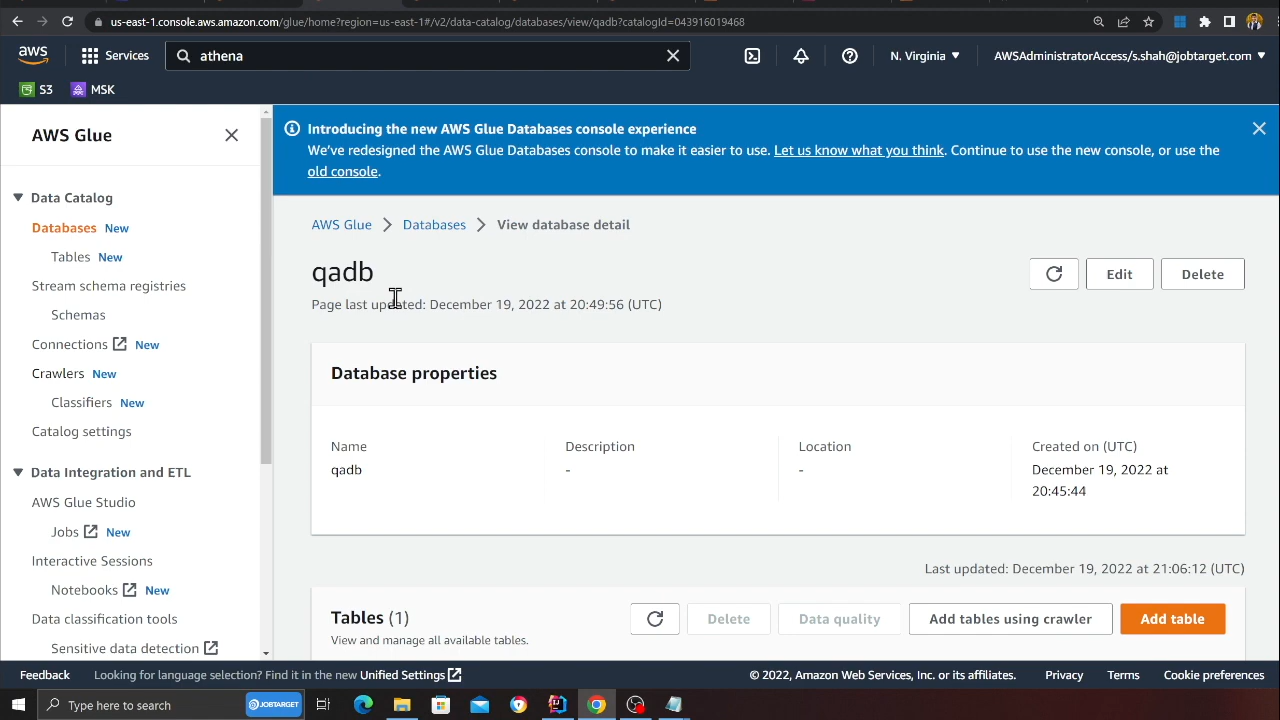 us-east-1.console.aws.amazon.com/glue/home?region=us-east-1#/v2/data-catalog/databases/view/qadb?catalogId=043916019468
aws
Services
athena
N. Virginia
AWSAdministratorAccess/s.shah@jobtarget.com
S3
MSK
AWS Glue
Introducing the new AWS Glue Databases console experience
We've redesigned the AWS Glue Databases console to make it easier to use. Let us know what you think. Continue to use the new console, or use the
old console.
Data Catalog
Databases New
Tables New
Stream schema registries
Schemas
Connections New
Crawlers New
Classifiers New
Catalog settings
Data Integration and ETL
AWS Glue Studio
Jobs New
Interactive Sessions
Notebooks New
Data classification tools
Sensitive data detection
AWS Glue
Databases
View database detail
qadb
Page last updated: December 19, 2022 at 20:49:56 (UTC)
Edit
Delete
Database properties
Name
qadb
Description
-
Location
-
Created on (UTC)
December 19, 2022 at
20:45:44
Last updated: December 19, 2022 at 21:06:12 (UTC)
Tables (1)
View and manage all available tables.
Delete
Data quality
Add tables using crawler
Add table
Feedback
Looking for language selection? Find it in the new Unified Settings
© 2022, Amazon Web Services, Inc. or its affiliates.
Privacy
Terms
Cookie preferences
Type here to search
JOBTARGET